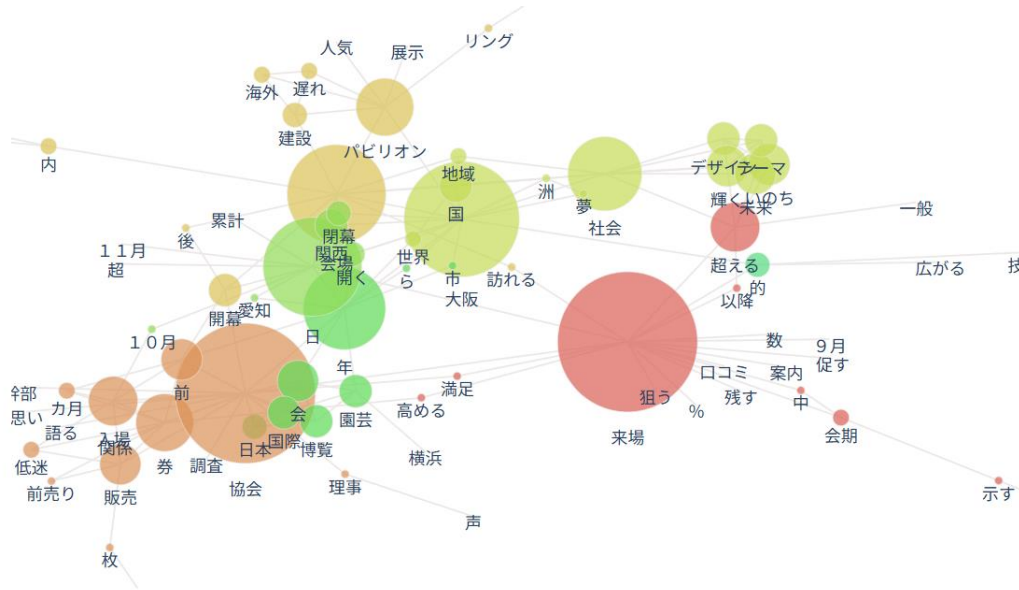 リング
人気
展示
海外
遅れ
建設
パビリオン
内
デザイン
テーマ
地域
洲
夢
輝く
いのち
未来
国
社会
一般
累計
後
閉幕
関西
会場
開く
１１月
超
世界
ら
市
大阪
訪れる
超える
広がる
技
的
以降
愛知
開幕
１０月
日
数
９月
促す
年
前
口コミ
案内
満足
幹部
カ月
思い
高める
狙う
残す
中
％
会
園芸
語る
入場
関係
来場
会期
日本
国際
博覧
券
調査
横浜
低迷
前売り
販売
協会
理事
示す
声
枚